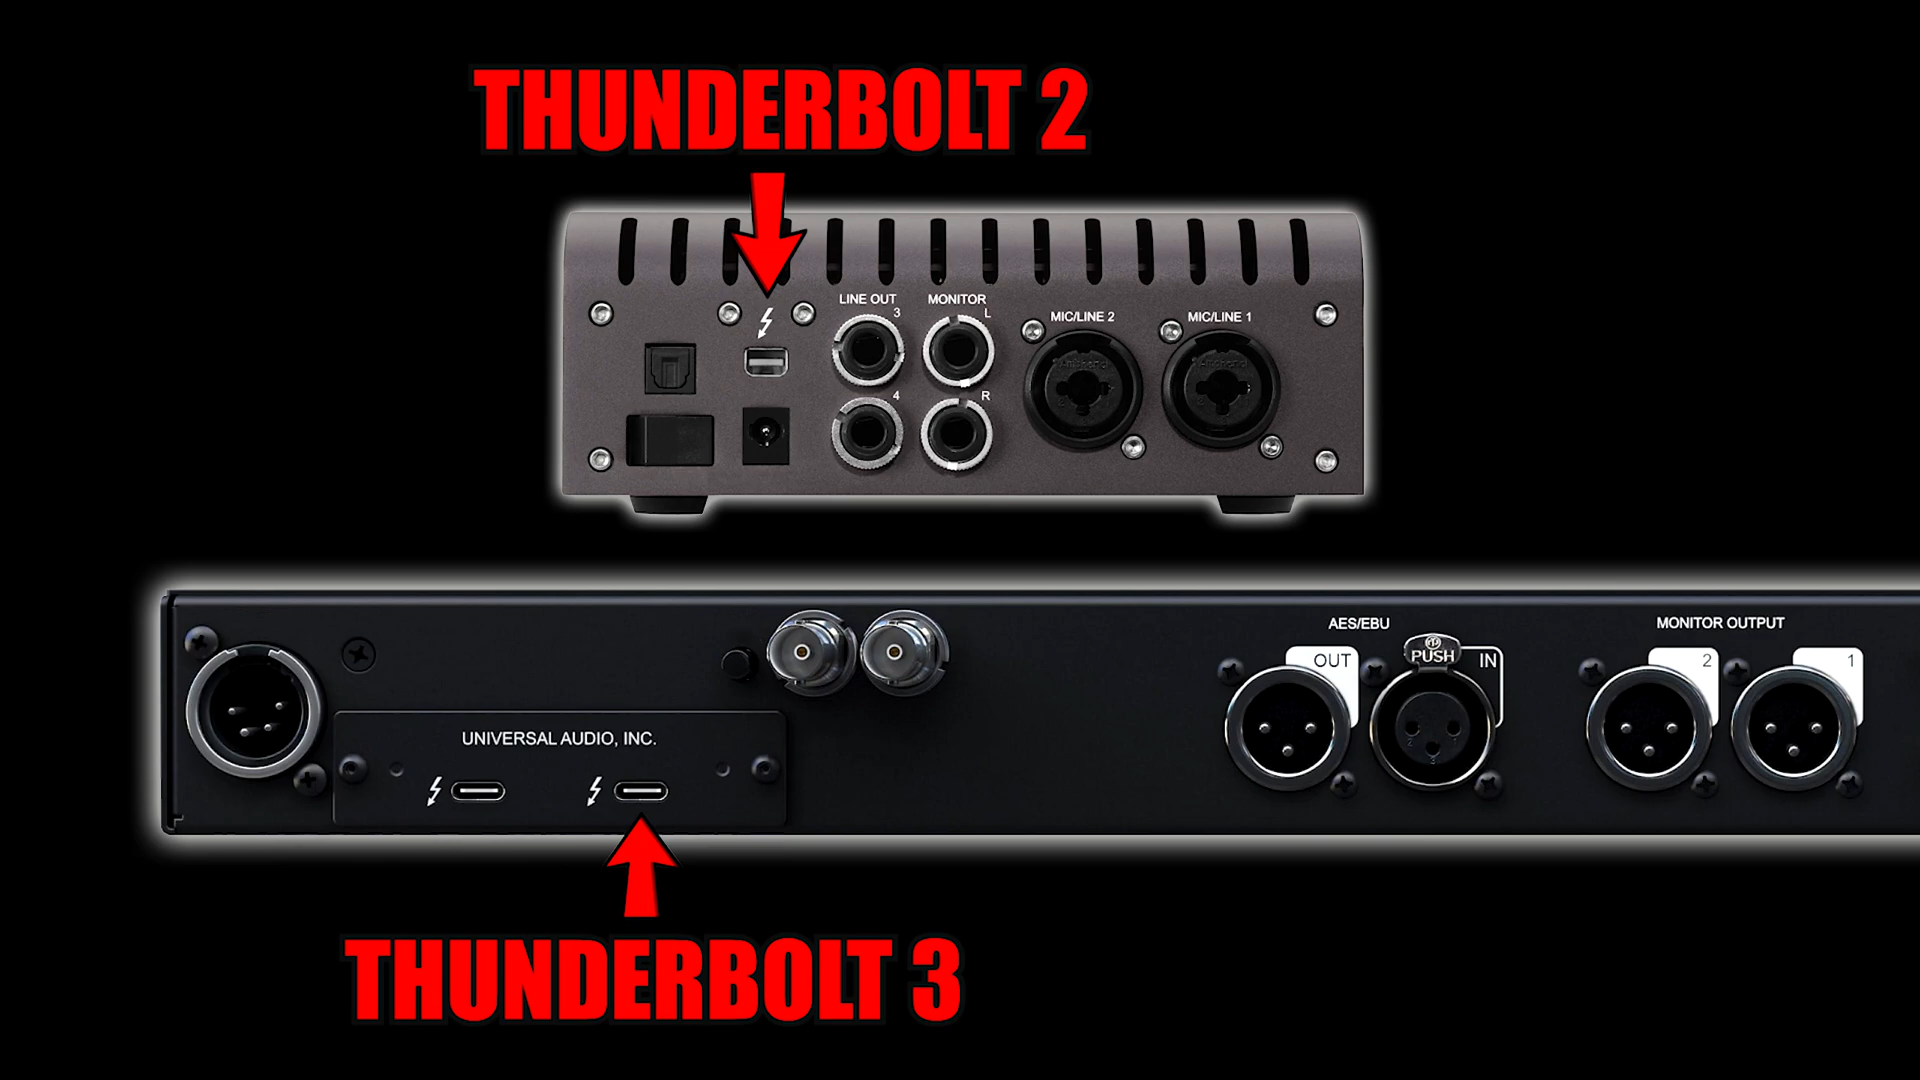 THUNDERBOLT 2
LINE OUT
MONITOR
3
L
MIC/LINE 2
MIC/LINE 1
4
R
AES/EBU
MONITOR OUTPUT
OUT
PUSH
IN
2
1
UNIVERSAL AUDIO, INC.
THUNDERBOLT 3